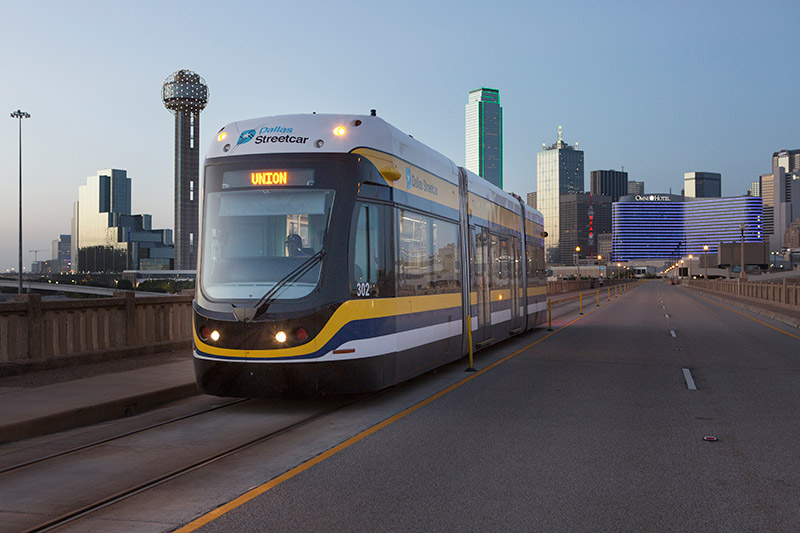 Dallas
Streetcar
UNION
Dallas Streetcar
302
OMNI HOTEL